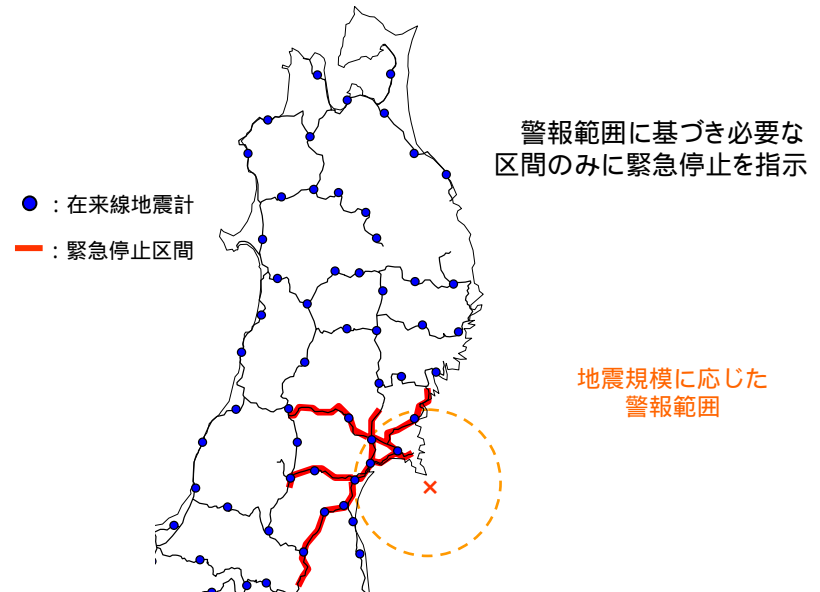 警報範囲に基づき必要な
区間のみに緊急停止を指示
：在来線地震計
：緊急停止区間
地震規模に応じた
警報範囲